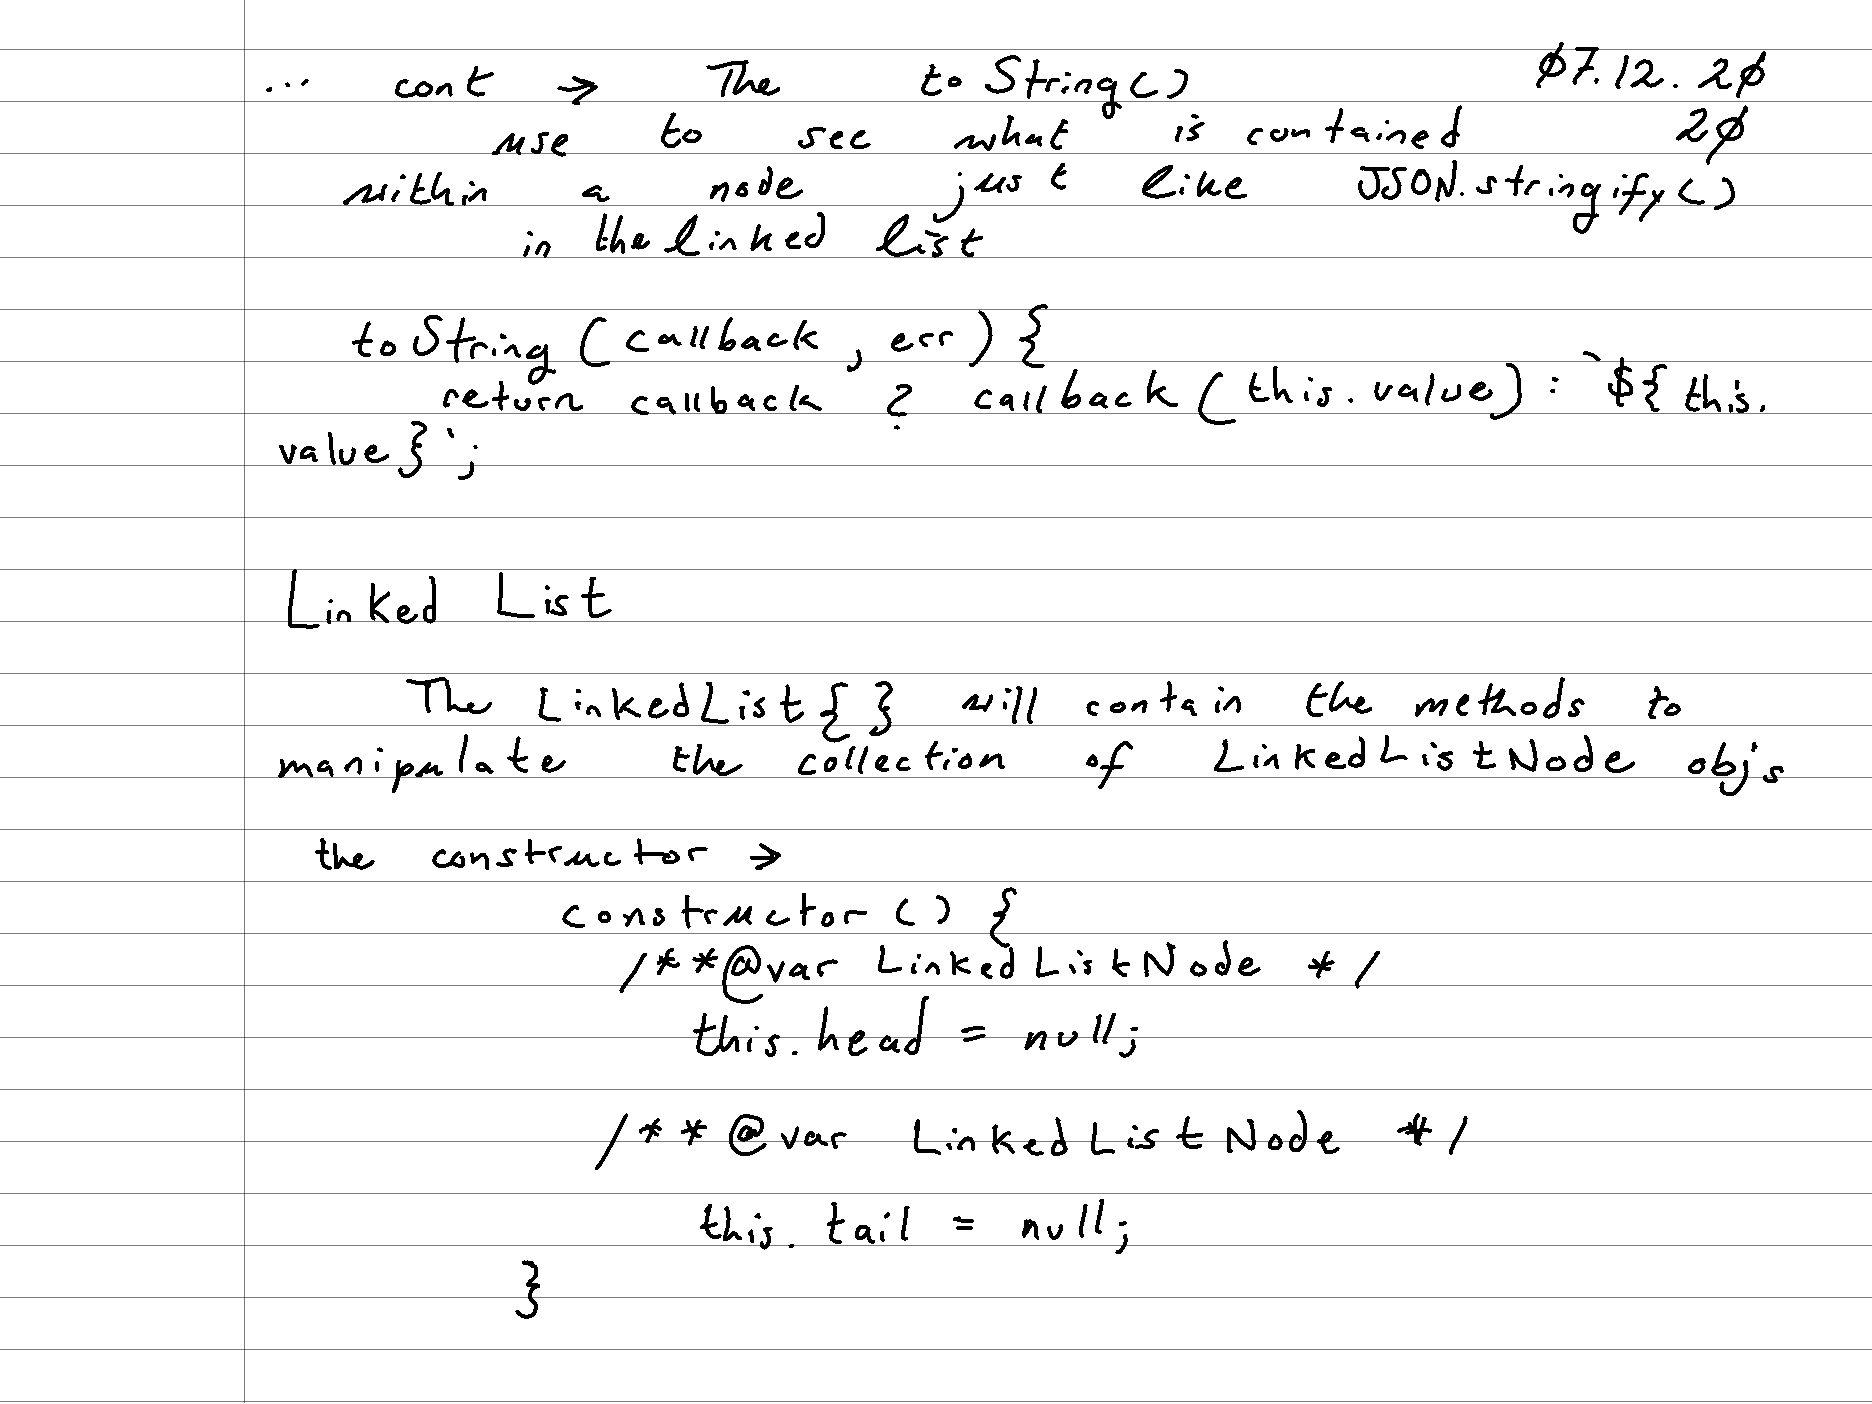 ... cont → The toString() 07.12.20
use to see what is contained 20
within a node just like JSON.stringify()
in the linked list
toString(callback, err) {
return callback ? callback(this.value) : `${this.
value}`;
Linked List
The LinkedList{} will contain the methods to
manipulate the collection of LinkedListNode obj's
the constructor →
constructor() {
/**@var LinkedListNode */
this.head = null;
/**@var LinkedListNode */
this.tail = null;
}